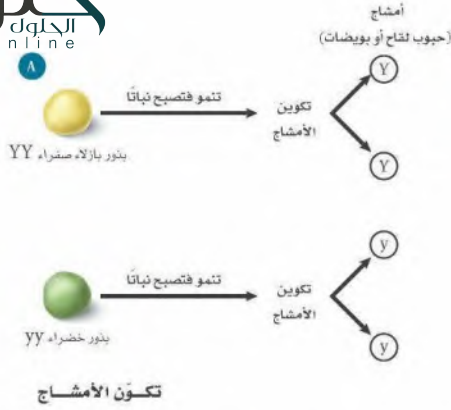 الحلول
nline
أمشاج
(حبوب لقاح أو بويضات)
A
Y
تنمو فتصبح نباتًا
تكوين
الأمشاج
Y
بذور بازلاء صفراء YY
y
تنمو فتصبح نباتًا
تكوين
الأمشاج
y
بذور خضراء yy
تكوّن الأمشاج